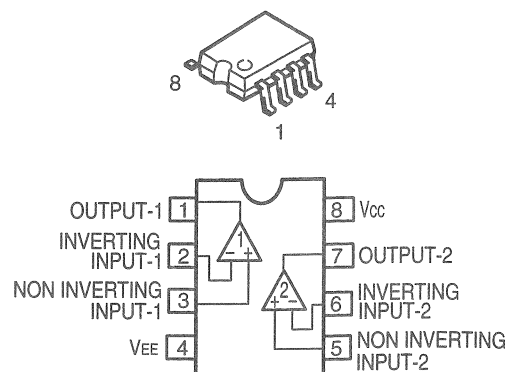 8
4
1
OUTPUT-1 1
INVERTING
INPUT-1 2
NON INVERTING
INPUT-1 3
VEE 4
1
- +
2
+ -
8 Vcc
7 OUTPUT-2
6 INVERTING
INPUT-2
5 NON INVERTING
INPUT-2